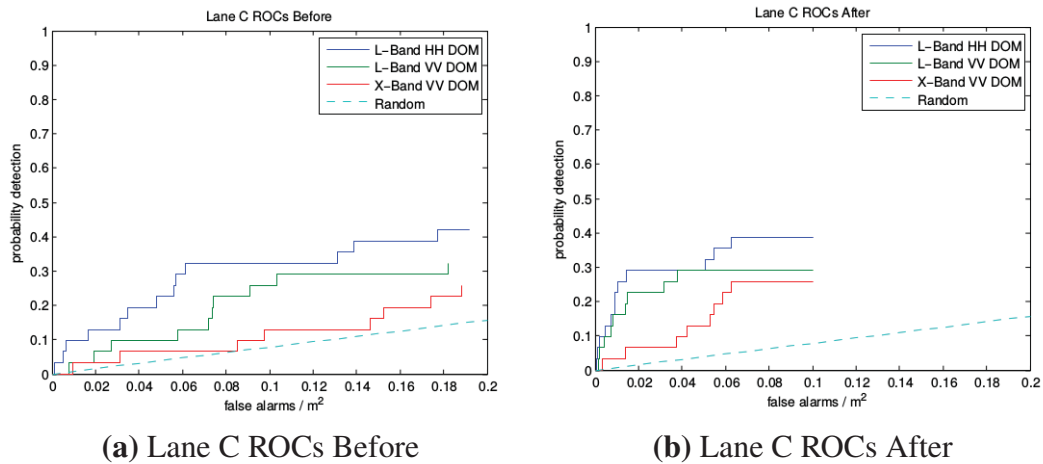 Lane C ROCs Before
probability detection
1
0.9
0.8
0.7
0.6
0.5
0.4
0.3
0.2
0.1
0
L-Band HH DOM
L-Band VV DOM
X-Band VV DOM
Random
0 0.02 0.04 0.06 0.08 0.1 0.12 0.14 0.16 0.18 0.2
false alarms / m²
(a) Lane C ROCs Before
Lane C ROCs After
probability detection
1
0.9
0.8
0.7
0.6
0.5
0.4
0.3
0.2
0.1
0
L-Band HH DOM
L-Band VV DOM
X-Band VV DOM
Random
0 0.02 0.04 0.06 0.08 0.1 0.12 0.14 0.16 0.18 0.2
false alarms / m²
(b) Lane C ROCs After